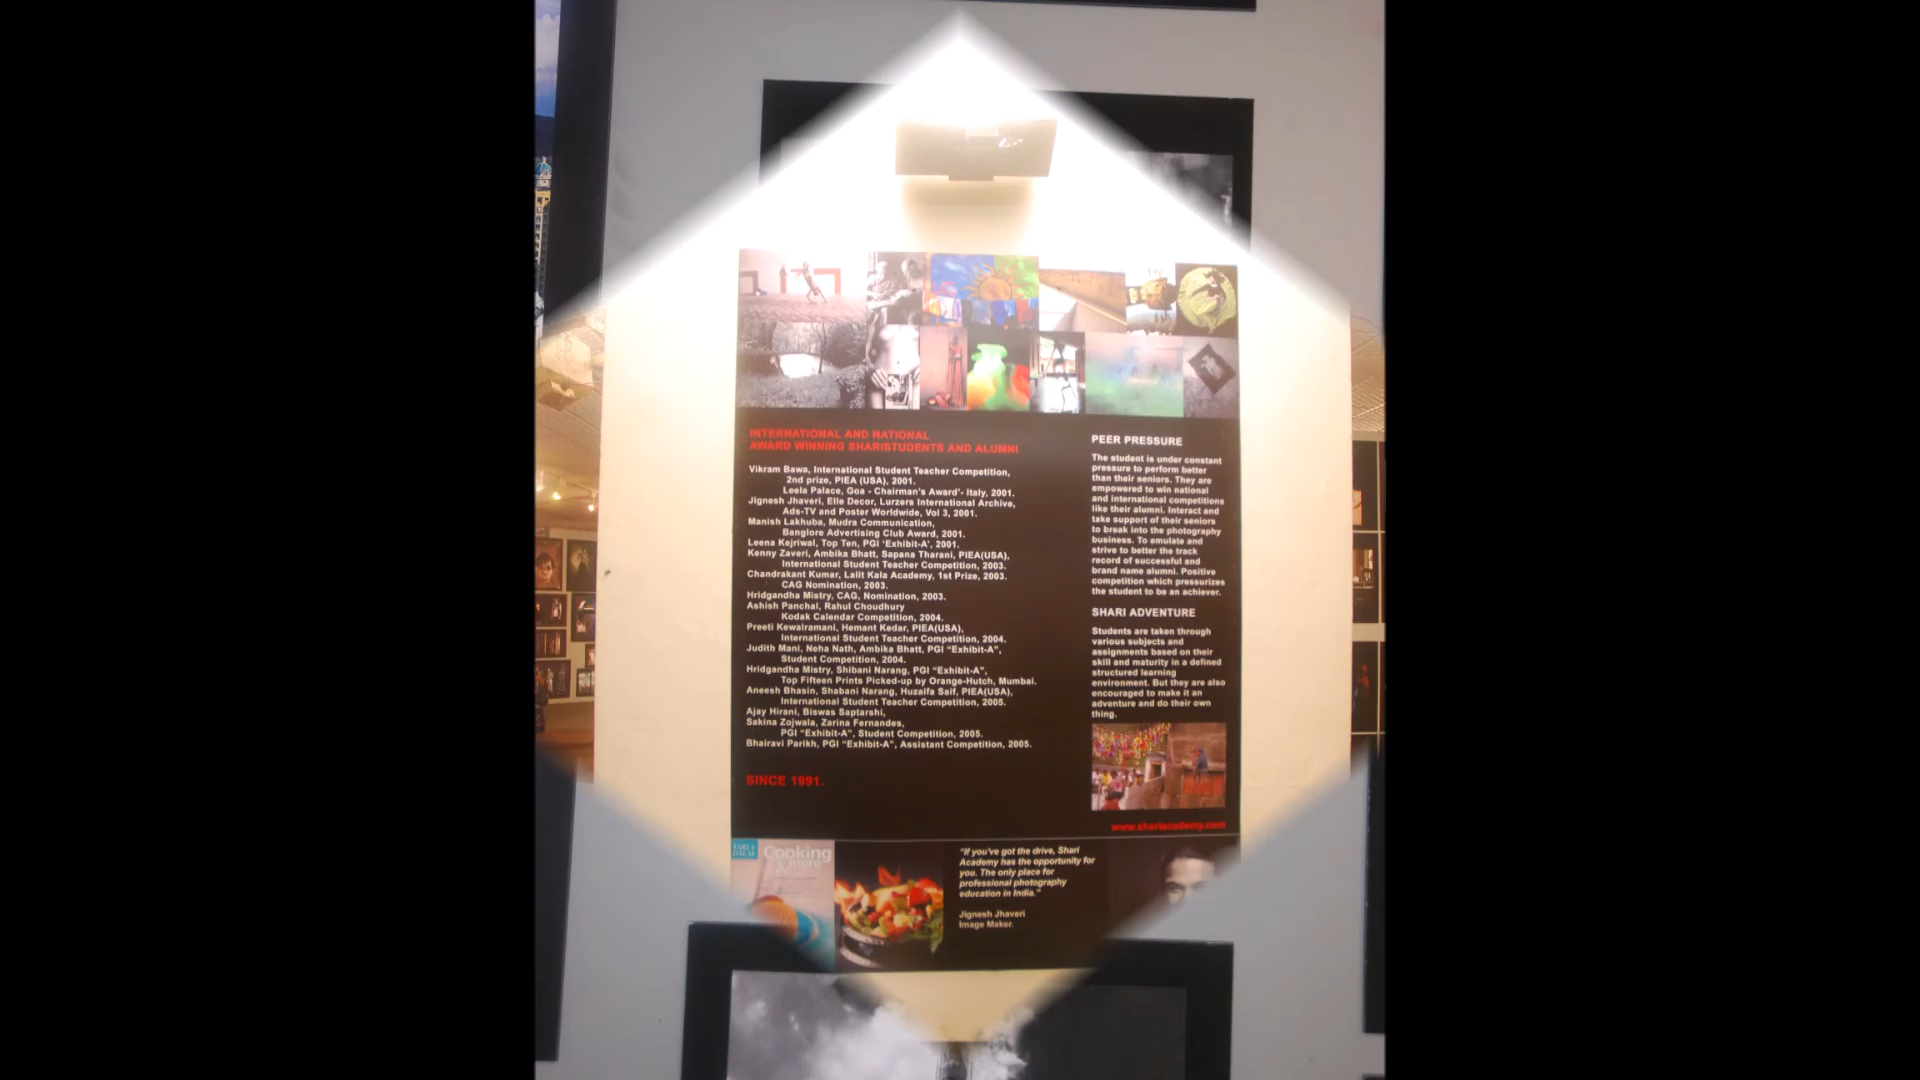 INTERNATIONAL AND NATIONAL
AWARD WINNING SHARISTUDENTS AND ALUMNI
Vikram Bawa, International Student Teacher Competition,
2nd prize, PIEA (USA), 2001.
Leela Palace, Goa - Chairman's Award'- Italy, 2001.
Jignesh Jhaveri, Elle Decor, Lurzers International Archive,
Ads-TV and Poster Worldwide, Vol 3, 2001.
Manish Lakhuba, Mudra Communication,
Banglore Advertising Club Award, 2001.
Leena Kejriwal, Top Ten, PGI 'Exhibit-A', 2001.
Kenny Zaveri, Ambika Bhatt, Sapana Tharani, PIEA(USA),
International Student Teacher Competition, 2003.
Chandrakant Kumar, Lalit Kala Academy, 1st Prize, 2003.
CAG Nomination, 2003.
Hridgandha Mistry, CAG, Nomination, 2003.
Ashish Panchal, Rahul Choudhury
Kodak Calendar Competition, 2004.
Preeti Kewalramani, Hemant Kedar, PIEA(USA),
International Student Teacher Competition, 2004.
Judith Mani, Neha Nath, Ambika Bhatt, PGI "Exhibit-A",
Student Competition, 2004.
Hridgandha Mistry, Shibani Narang, PGI "Exhibit-A",
Top Fifteen Prints Picked-up by Orange-Hutch, Mumbai.
Aneesh Bhasin, Shabani Narang, Huzaifa Saif, PIEA(USA),
International Student Teacher Competition, 2005.
Ajay Hirani, Biswas Saptarshi,
Sakina Zojwala, Zarina Fernandes,
PGI "Exhibit-A", Student Competition, 2005.
Bhairavi Parikh, PGI "Exhibit-A", Assistant Competition, 2005.
SINCE 1991.
PEER PRESSURE
The student is under constant
pressure to perform better
than their seniors. They are
empowered to win national
and international competitions
like their alumni. Interact and
take support of their seniors
to break into the photography
business. To emulate and
strive to better the track
record of successful and
brand name alumni. Positive
competition which pressurizes
the student to be an achiever.
SHARI ADVENTURE
Students are taken through
various subjects and
assignments based on their
skill and maturity in a defined
structured learning
environment. But they are also
encouraged to make it an
adventure and do their own
thing.
www.shariacademy.com
TARLA
DALAL
Cooking
& more
"If you've got the drive, Shari
Academy has the opportunity for
you. The only place for
professional photography
education in India."
Jignesh Jhaveri
Image Maker.